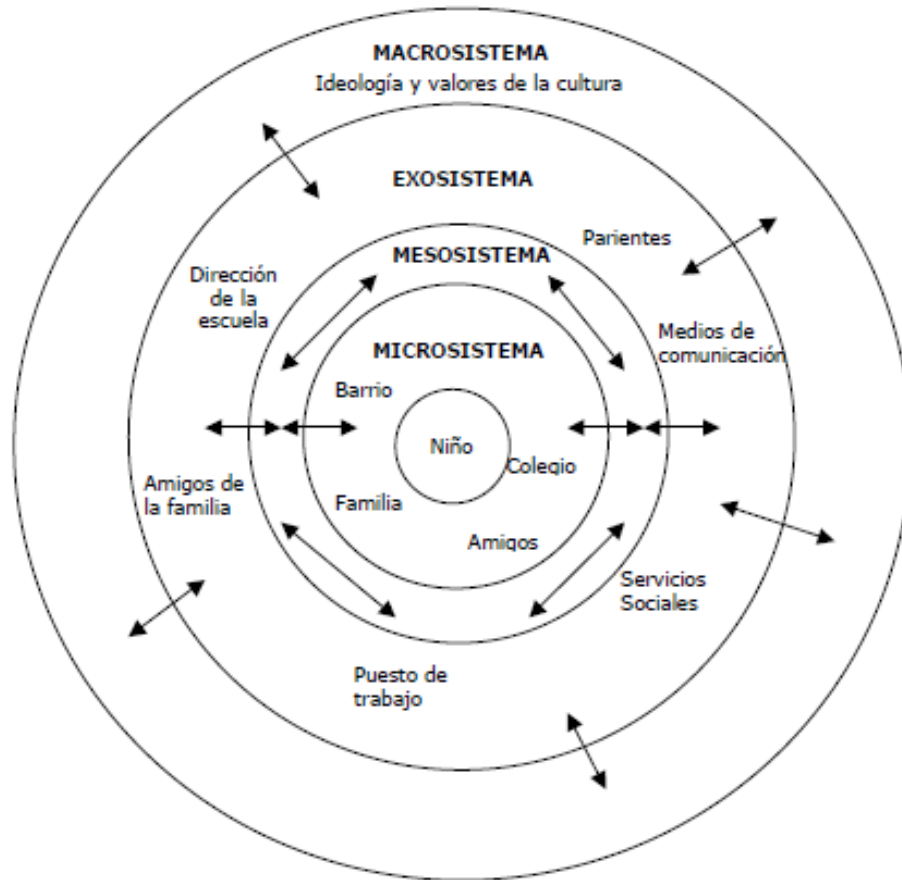 MACROSISTEMA
Ideología y valores de la cultura
EXOSISTEMA
Parientes
MESOSISTEMA
Dirección
de la
escuela
Medios de
comunicación
MICROSISTEMA
Barrio
Niño
Colegio
Amigos de
la familia
Familia
Amigos
Servicios
Sociales
Puesto de
trabajo